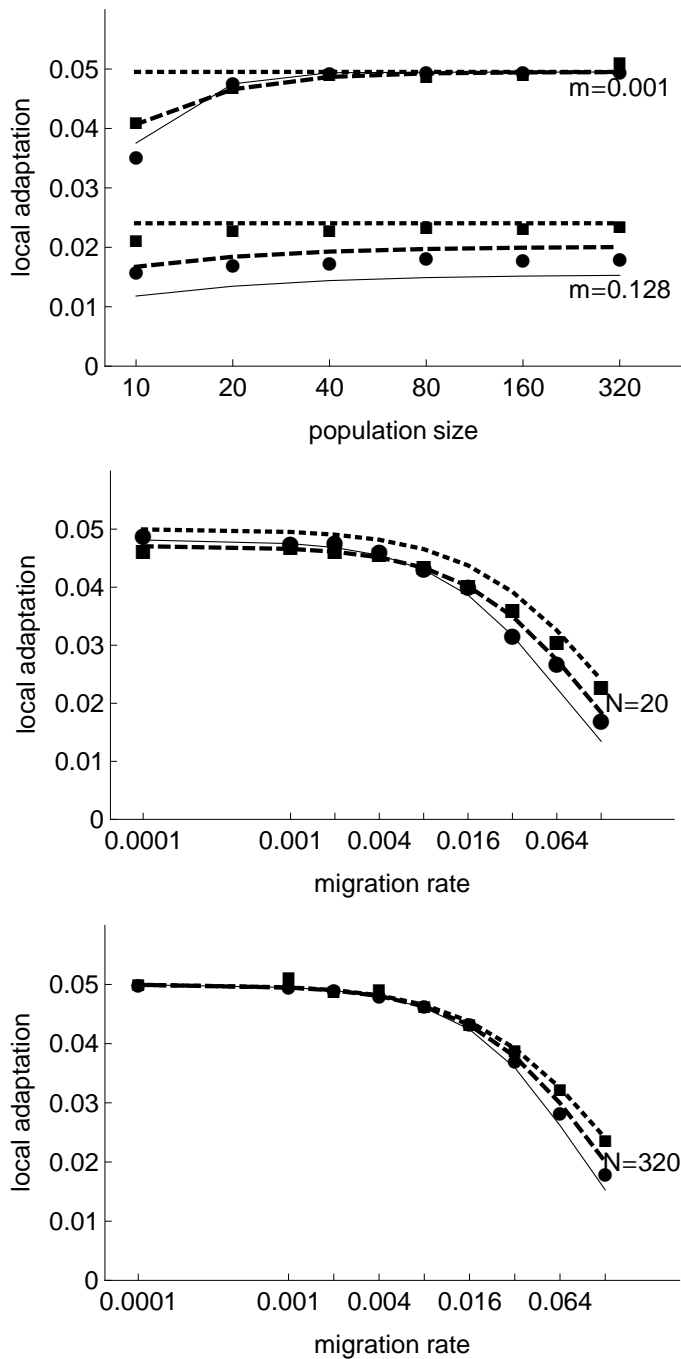 0.05
0.04
0.03
0.02
0.01
0
local adaptation
m=0.001
m=0.128
10 20 40 80 160 320
population size
0.05
0.04
0.03
0.02
0.01
0
local adaptation
N=20
0.0001 0.001 0.004 0.016 0.064
migration rate
0.05
0.04
0.03
0.02
0.01
0
local adaptation
N=320
0.0001 0.001 0.004 0.016 0.064
migration rate